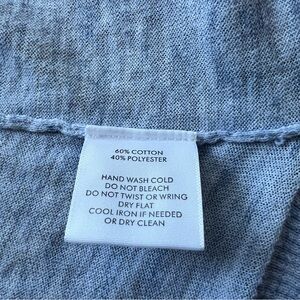 60% COTTON
40% POLYESTER
HAND WASH COLD
DO NOT BLEACH
DO NOT TWIST OR WRING
DRY FLAT
COOL IRON IF NEEDED
OR DRY CLEAN